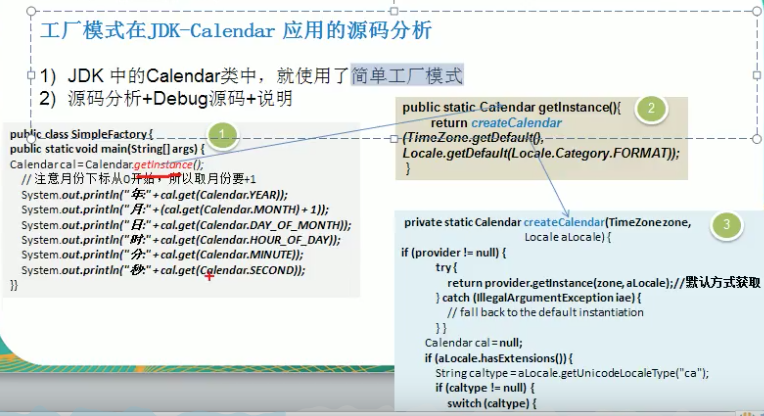 工厂模式在JDK-Calendar 应用的源码分析
1) JDK 中的Calendar类中，就使用了简单工厂模式
2) 源码分析+Debug源码+说明
1
public class SimpleFactory {
public static void main(String[] args) {
Calendar cal = Calendar.getInstance();
// 注意月份下标从0开始，所以取月份要+1
System.out.println("年:" + cal.get(Calendar.YEAR));
System.out.println("月:" + (cal.get(Calendar.MONTH) + 1));
System.out.println("日:" + cal.get(Calendar.DAY_OF_MONTH));
System.out.println("时:" + cal.get(Calendar.HOUR_OF_DAY));
System.out.println("分:" + cal.get(Calendar.MINUTE));
System.out.println("秒:" + cal.get(Calendar.SECOND));
}}
2
public static Calendar getInstance(){
return createCalendar
(TimeZone.getDefault(),
Locale.getDefault(Locale.Category.FORMAT));
}
3
private static Calendar createCalendar(TimeZone zone,
Locale aLocale) {
if (provider != null) {
try {
return provider.getInstance(zone, aLocale);//默认方式获取
} catch (IllegalArgumentException iae) {
// fall back to the default instantiation
} }
Calendar cal = null;
if (aLocale.hasExtensions()) {
String caltype = aLocale.getUnicodeLocaleType("ca");
if (caltype != null) {
switch (caltype) {